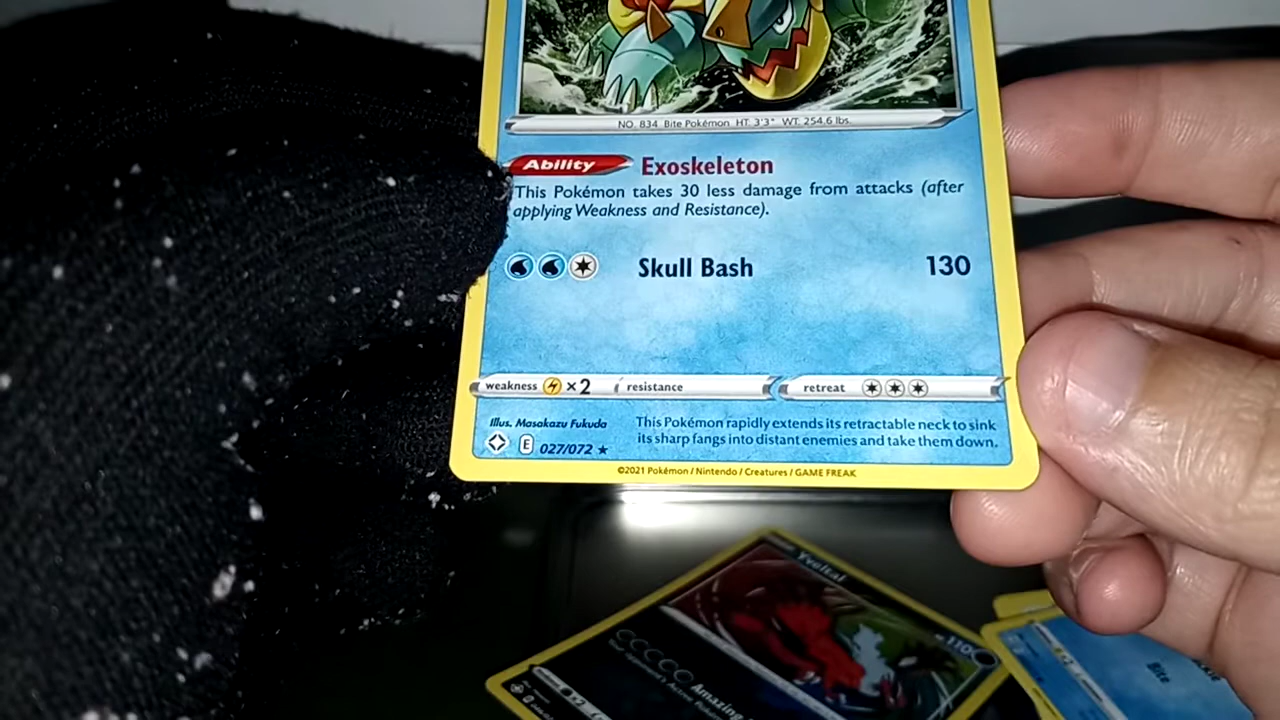 NO. 834 Bite Pokémon HT. 3'3" WT. 254.6 lbs.
Ability Exoskeleton
This Pokémon takes 30 less damage from attacks (after
applying Weakness and Resistance).
Skull Bash 130
weakness ×2 resistance retreat
Illus. Masakazu Fukuda
This Pokémon rapidly extends its retractable neck to sink
its sharp fangs into distant enemies and take them down.
E 027/072
©2021 Pokémon / Nintendo / Creatures / GAME FREAK
Yveltal
110
Amazing
Bite